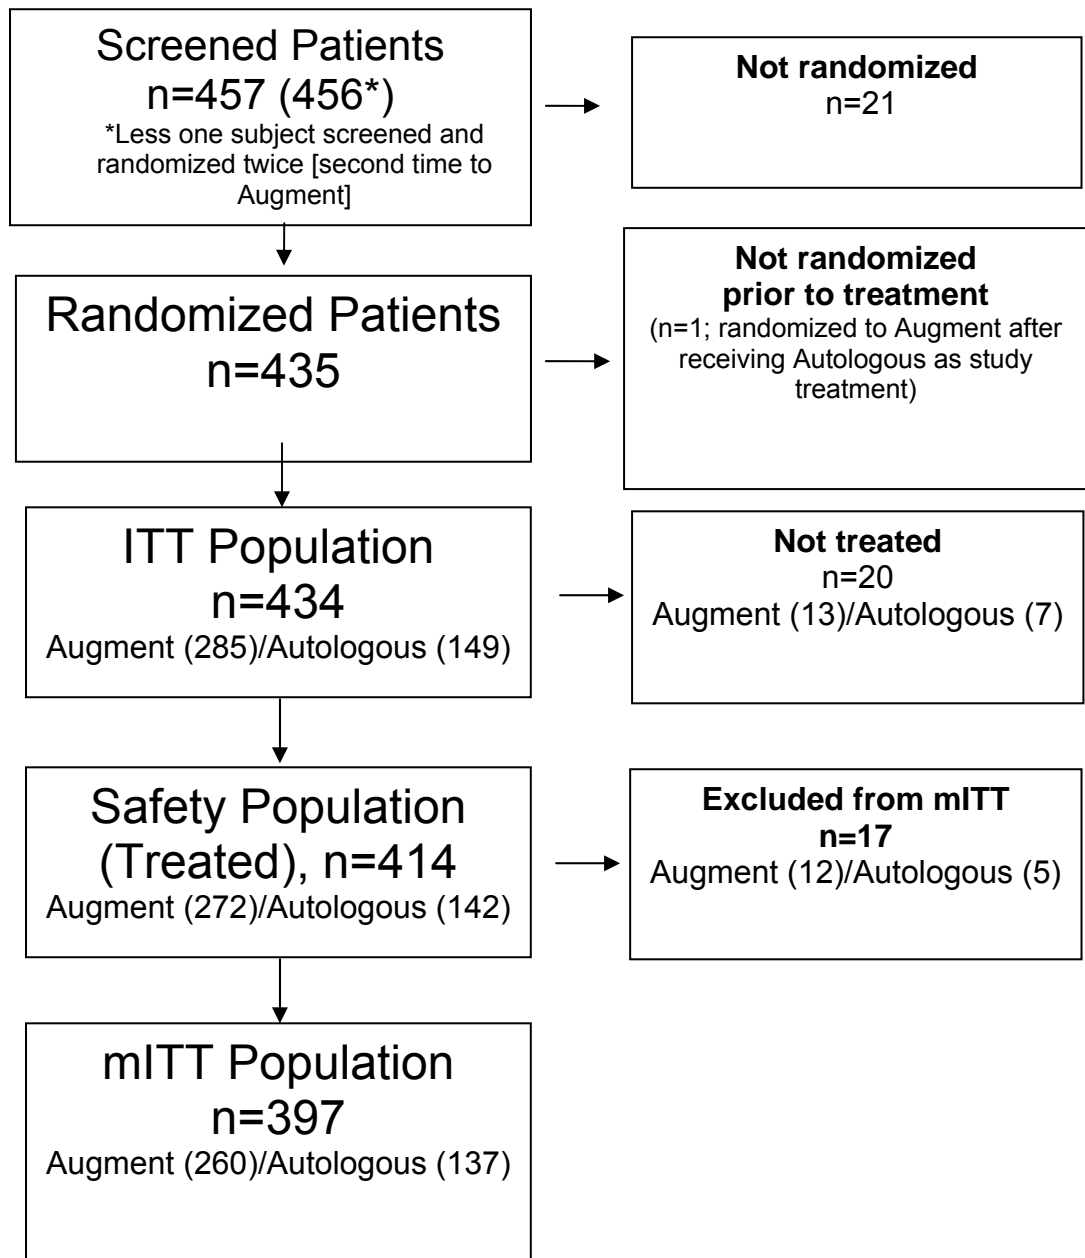 Screened Patients
n=457 (456*)
*Less one subject screened and
randomized twice [second time to
Augment]
Not randomized
n=21
Randomized Patients
n=435
Not randomized
prior to treatment
(n=1; randomized to Augment after
receiving Autologous as study
treatment)
ITT Population
n=434
Augment (285)/Autologous (149)
Not treated
n=20
Augment (13)/Autologous (7)
Safety Population
(Treated), n=414
Augment (272)/Autologous (142)
Excluded from mITT
n=17
Augment (12)/Autologous (5)
mITT Population
n=397
Augment (260)/Autologous (137)